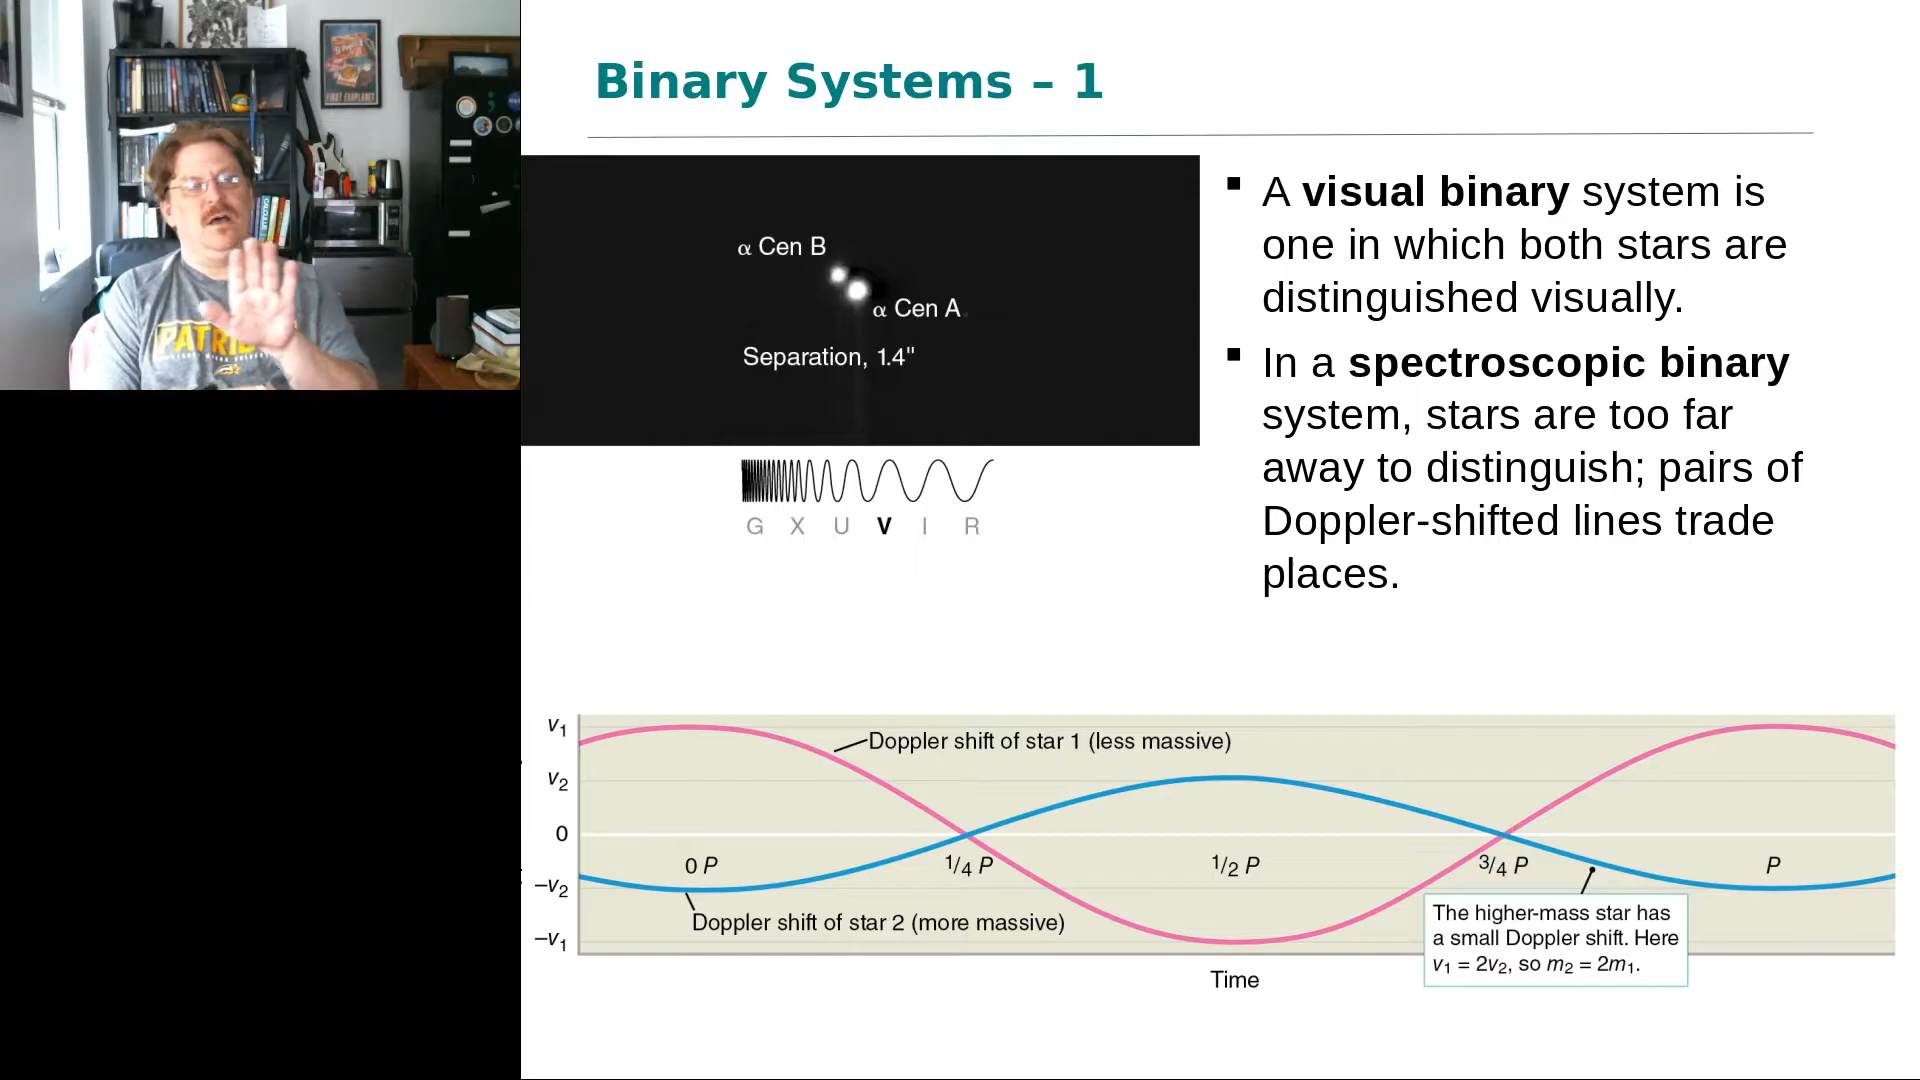 Binary Systems – 1
α Cen B
α Cen A
Separation, 1.4"
G X U V I R
▪ A visual binary system is
one in which both stars are
distinguished visually.
▪ In a spectroscopic binary
system, stars are too far
away to distinguish; pairs of
Doppler-shifted lines trade
places.
v₁
v₂
0
–v₂
–v₁
Doppler shift of star 1 (less massive)
0 P
1/4 P
1/2 P
3/4 P
P
Doppler shift of star 2 (more massive)
The higher-mass star has
a small Doppler shift. Here
v₁ = 2v₂, so m₂ = 2m₁.
Time
FIRST EXOPLANET
CALCULUS